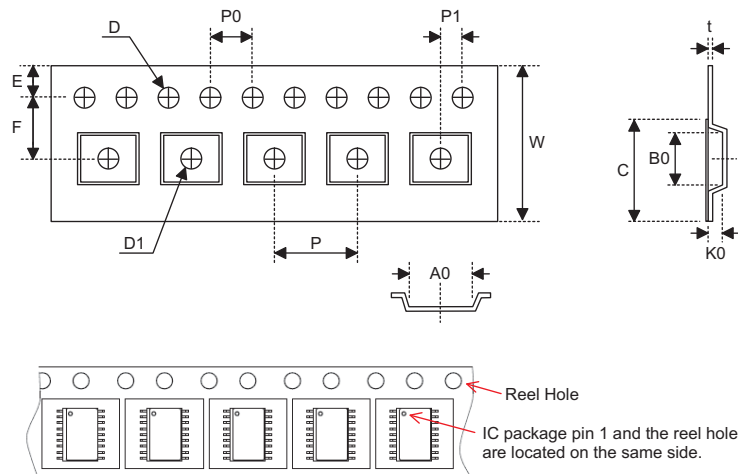 D
P0
P1
t
E
F
W
C
B0
D1
P
K0
A0
Reel Hole
IC package pin 1 and the reel hole
are located on the same side.